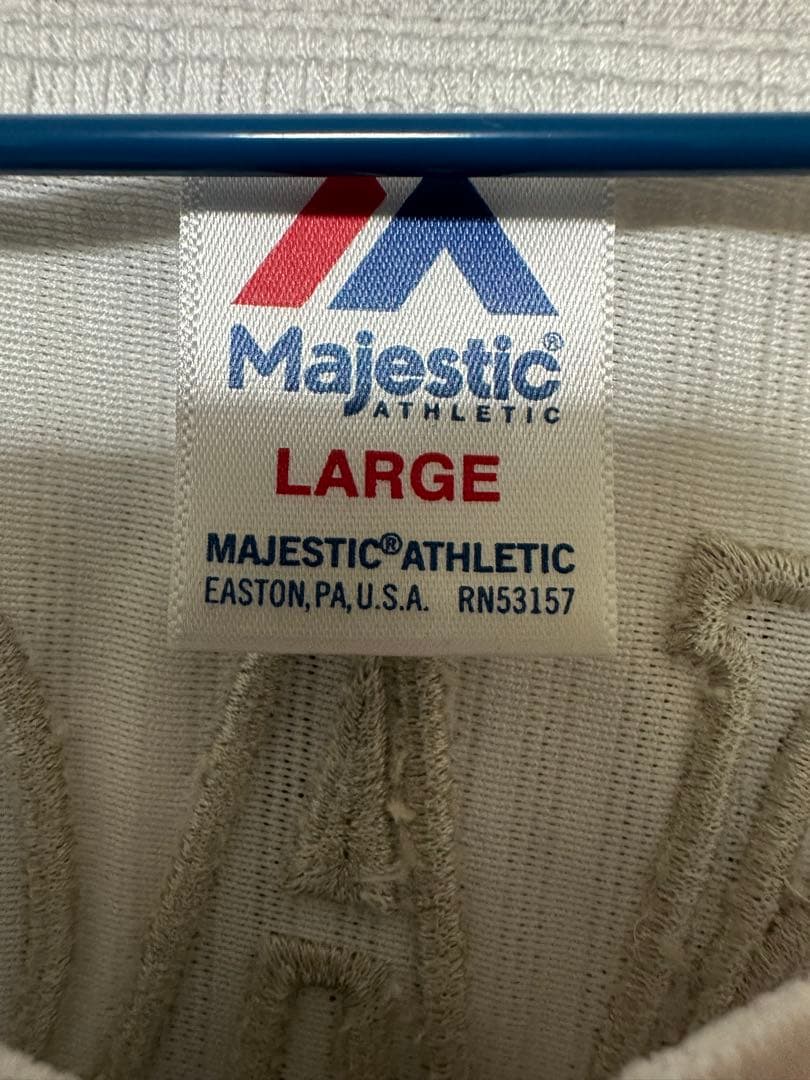 Majestic®
ATHLETIC
LARGE
MAJESTIC®ATHLETIC
EASTON, PA, U.S.A. RN53157